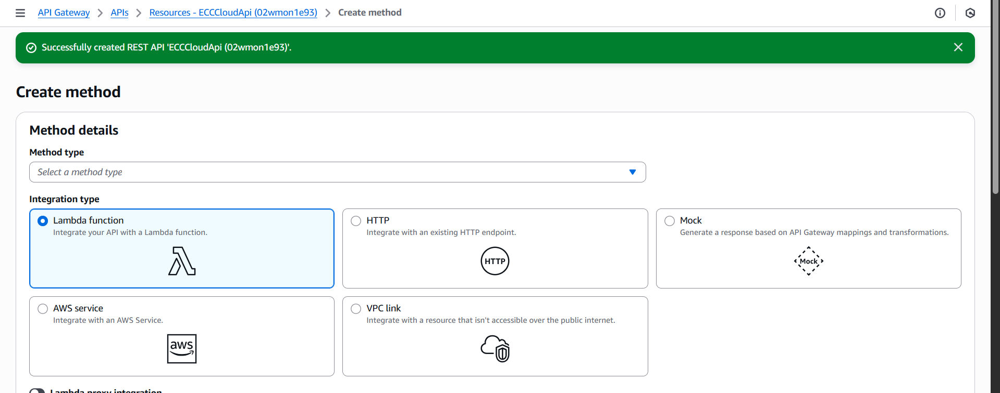 API Gateway > APIs > Resources - ECCCloudApi (02wmon1e93) > Create method
Successfully created REST API 'ECCCloudApi (02wmon1e93)'.
Create method
Method details
Method type
Select a method type
Integration type
Lambda function
Integrate your API with a Lambda function.
HTTP
Integrate with an existing HTTP endpoint.
HTTP
Mock
Generate a response based on API Gateway mappings and transformations.
Mock
AWS service
Integrate with an AWS Service.
aws
VPC link
Integrate with a resource that isn't accessible over the public internet.
Lambda proxy integration